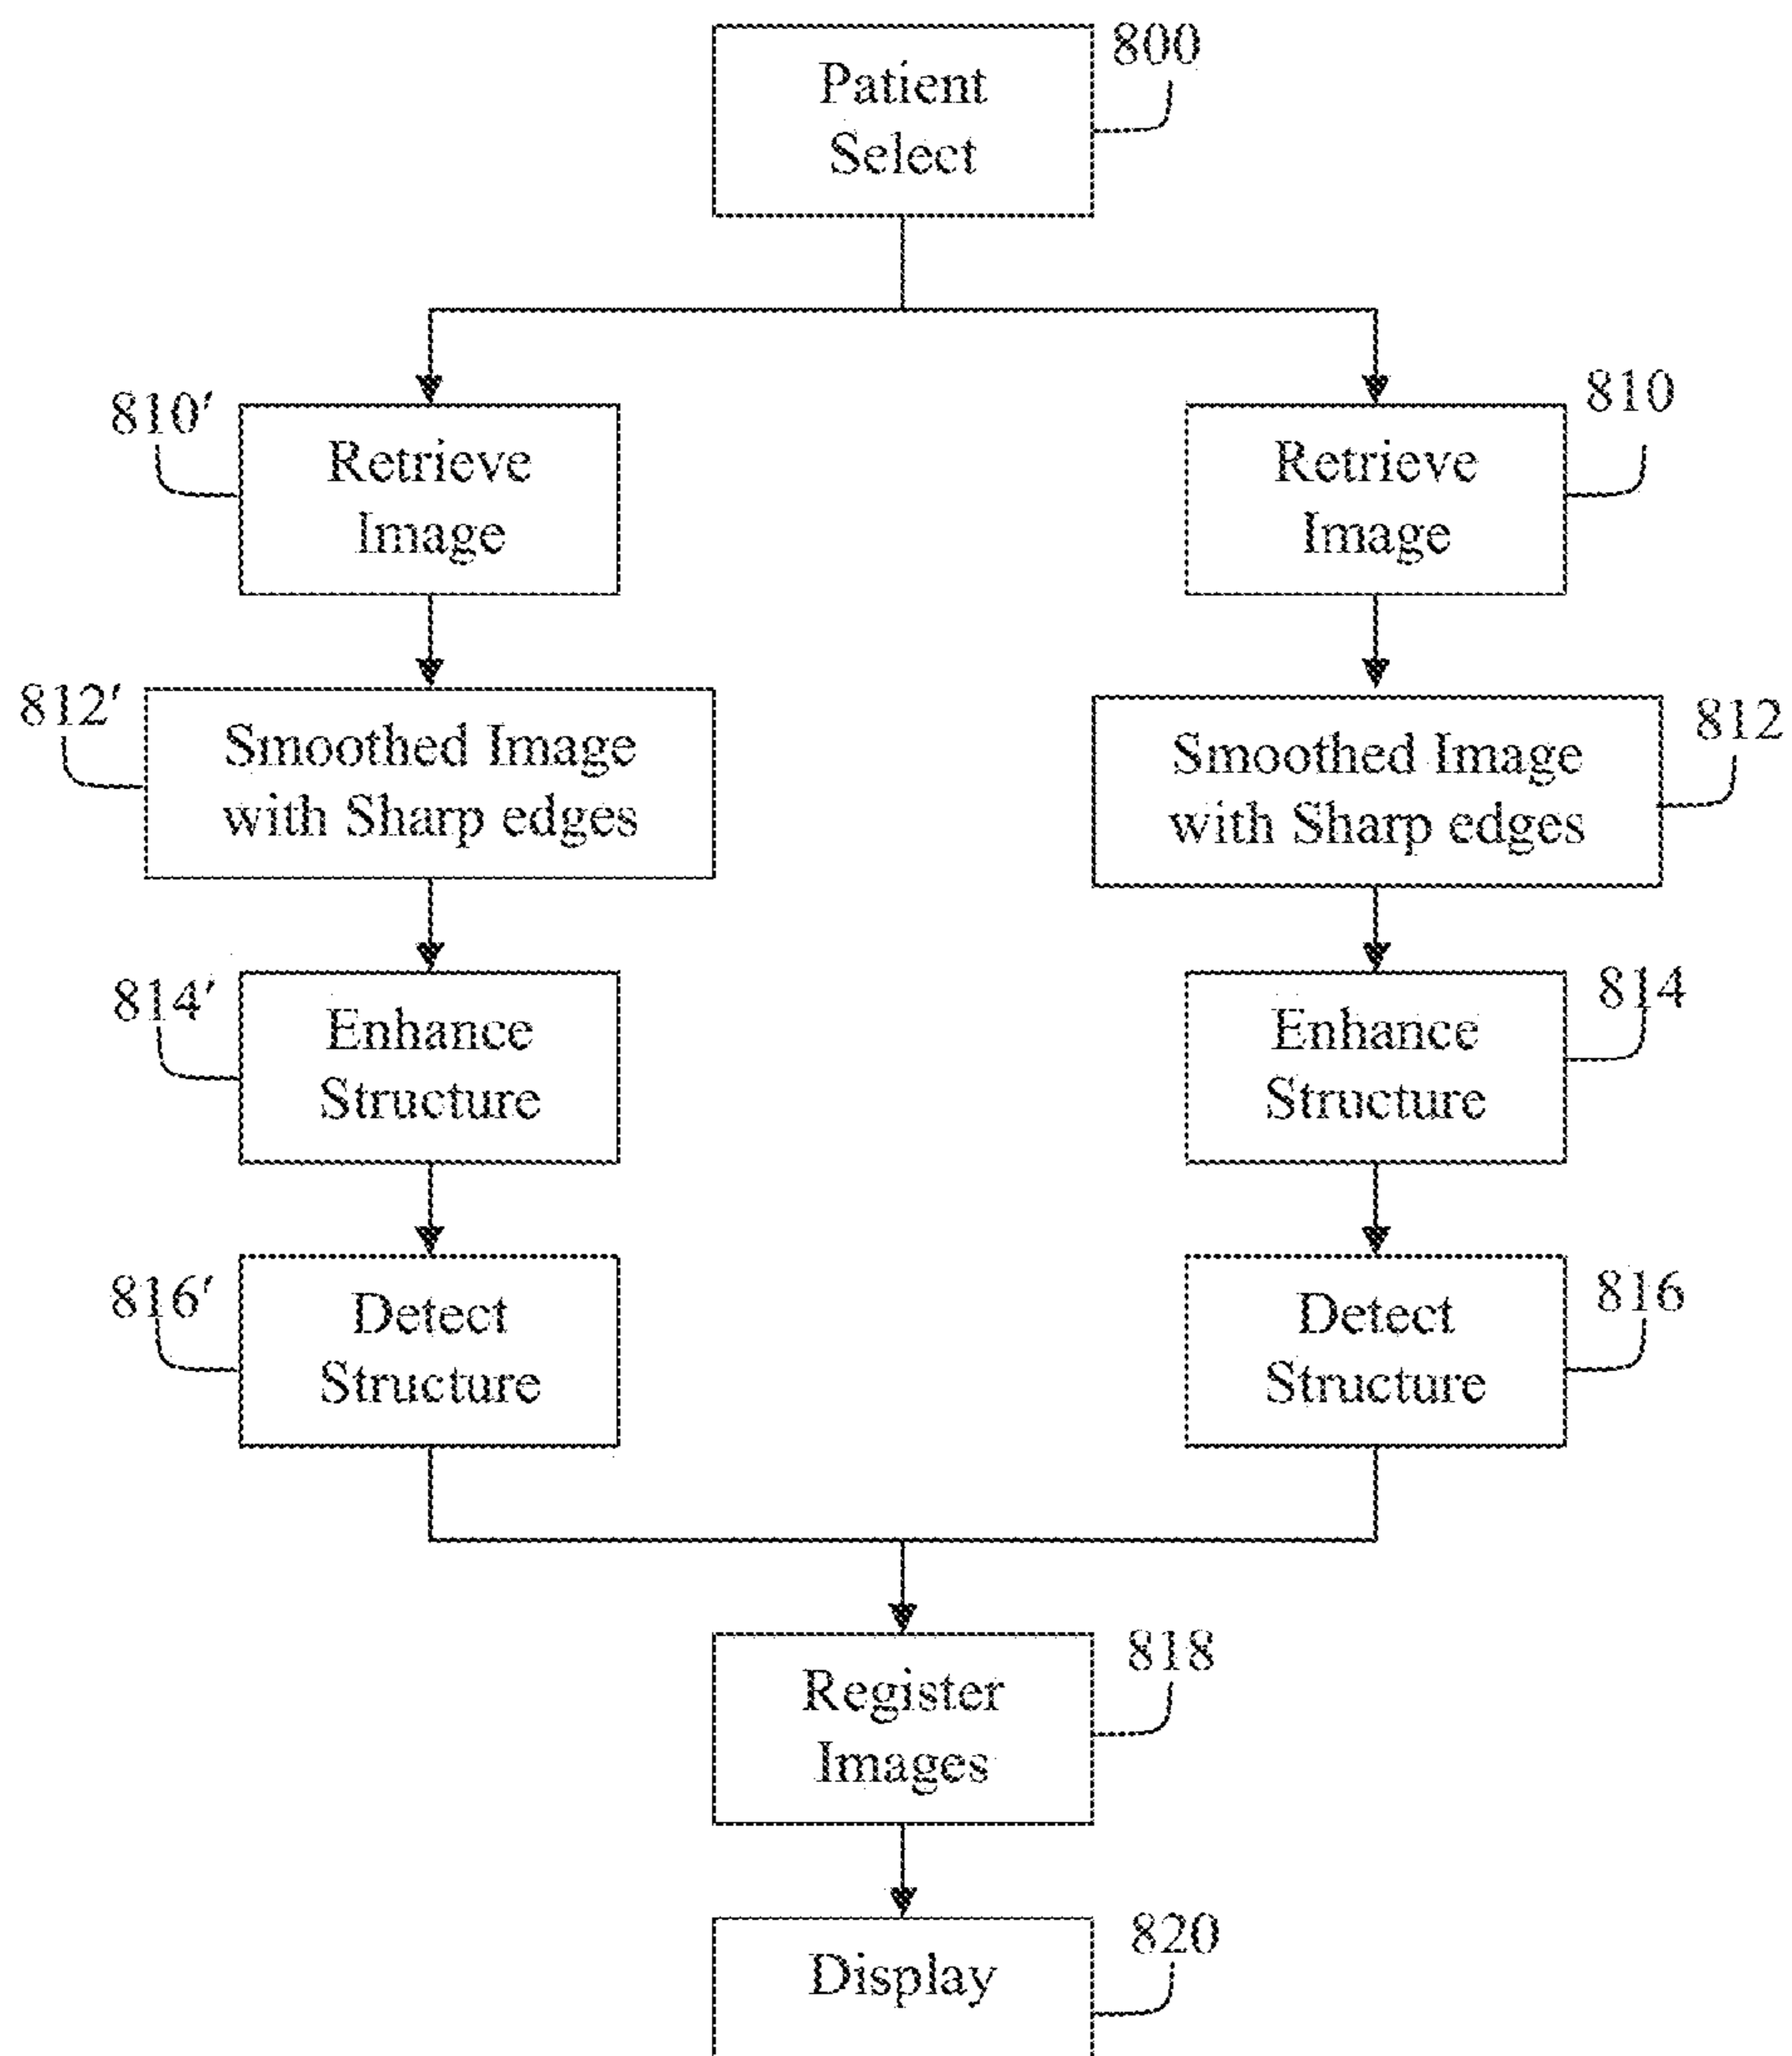 Patient
Select
800
810'
Retrieve
Image
Retrieve
Image
810
812'
Smoothed Image
with Sharp edges
Smoothed Image
with Sharp edges
812
814'
Enhance
Structure
Enhance
Structure
814
816'
Detect
Structure
Detect
Structure
816
Register
Images
818
Display
820